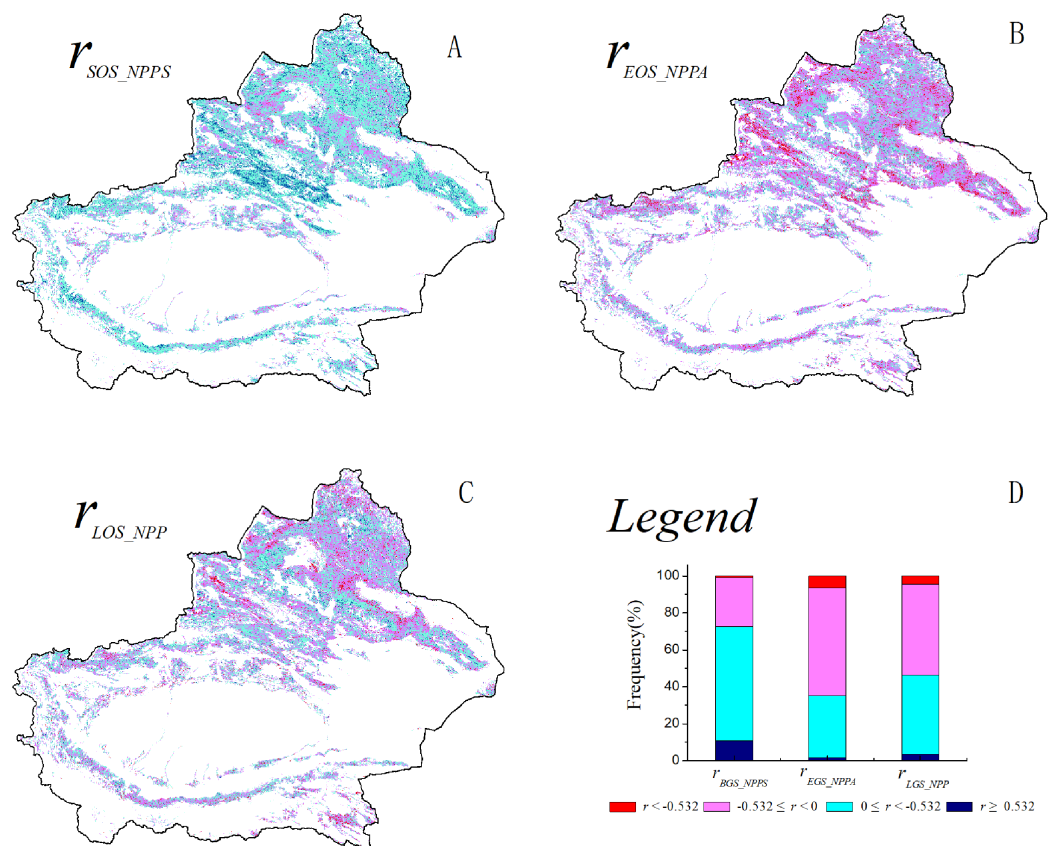 r SOS_NPPS
A
r EOS_NPPA
B
r LOS_NPP
C
D
Legend
Frequency(%)
100
80
60
40
20
0
r BGS_NPPS
r EGS_NPPA
r LGS_NPP
r < -0.532
-0.532 ≤ r < 0
0 ≤ r < -0.532
r ≥ 0.532